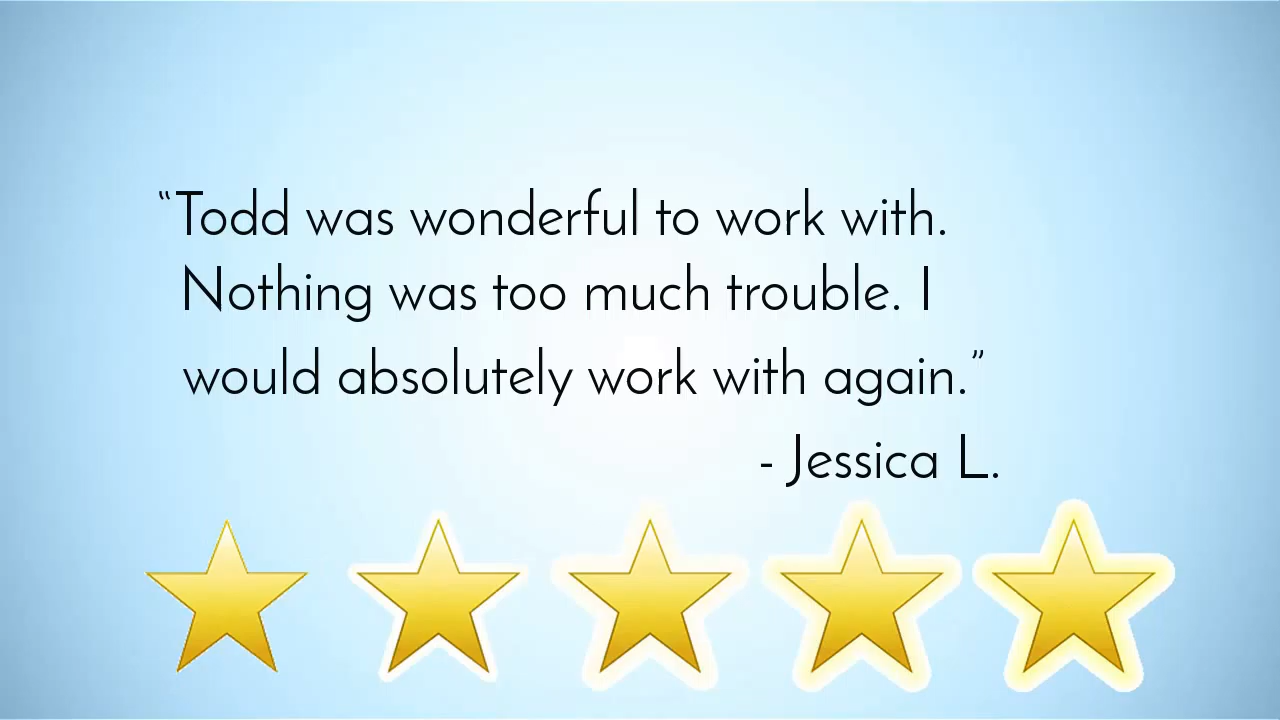 “Todd was wonderful to work with.
Nothing was too much trouble. I
would absolutely work with again.”
- Jessica L.